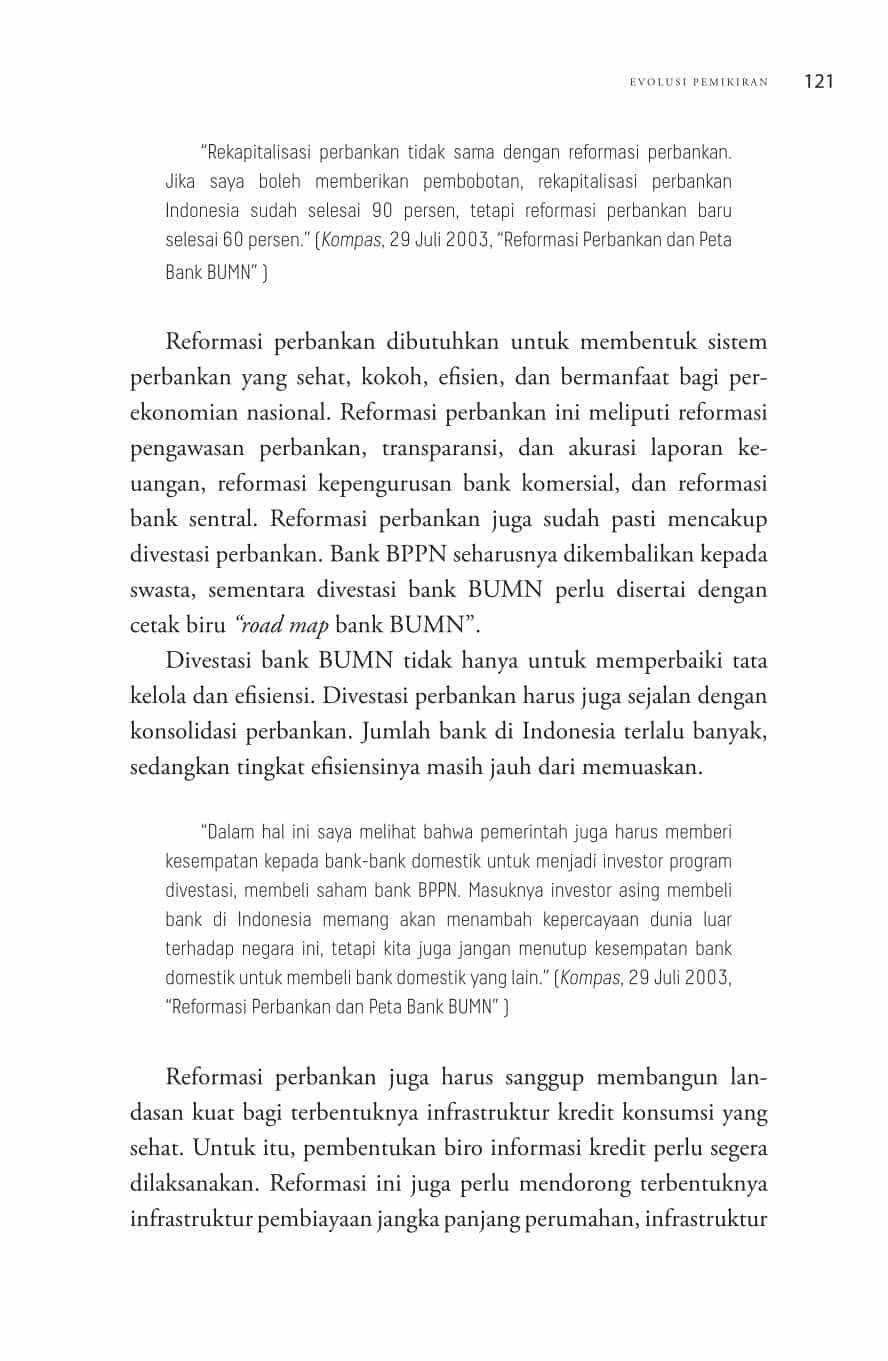 EVOLUSI PEMIKIRAN 121
“Rekapitalisasi perbankan tidak sama dengan reformasi perbankan.
Jika saya boleh memberikan pembobotan, rekapitalisasi perbankan
Indonesia sudah selesai 90 persen, tetapi reformasi perbankan baru
selesai 60 persen.” (Kompas, 29 Juli 2003, “Reformasi Perbankan dan Peta
Bank BUMN” )
Reformasi perbankan dibutuhkan untuk membentuk sistem
perbankan yang sehat, kokoh, efisien, dan bermanfaat bagi per-
ekonomian nasional. Reformasi perbankan ini meliputi reformasi
pengawasan perbankan, transparansi, dan akurasi laporan ke-
uangan, reformasi kepengurusan bank komersial, dan reformasi
bank sentral. Reformasi perbankan juga sudah pasti mencakup
divestasi perbankan. Bank BPPN seharusnya dikembalikan kepada
swasta, sementara divestasi bank BUMN perlu disertai dengan
cetak biru “road map bank BUMN”.
Divestasi bank BUMN tidak hanya untuk memperbaiki tata
kelola dan efisiensi. Divestasi perbankan harus juga sejalan dengan
konsolidasi perbankan. Jumlah bank di Indonesia terlalu banyak,
sedangkan tingkat efisiensinya masih jauh dari memuaskan.
“Dalam hal ini saya melihat bahwa pemerintah juga harus memberi
kesempatan kepada bank-bank domestik untuk menjadi investor program
divestasi, membeli saham bank BPPN. Masuknya investor asing membeli
bank di Indonesia memang akan menambah kepercayaan dunia luar
terhadap negara ini, tetapi kita juga jangan menutup kesempatan bank
domestik untuk membeli bank domestik yang lain.” (Kompas, 29 Juli 2003,
“Reformasi Perbankan dan Peta Bank BUMN” )
Reformasi perbankan juga harus sanggup membangun lan-
dasan kuat bagi terbentuknya infrastruktur kredit konsumsi yang
sehat. Untuk itu, pembentukan biro informasi kredit perlu segera
dilaksanakan. Reformasi ini juga perlu mendorong terbentuknya
infrastruktur pembiayaan jangka panjang perumahan, infrastruktur